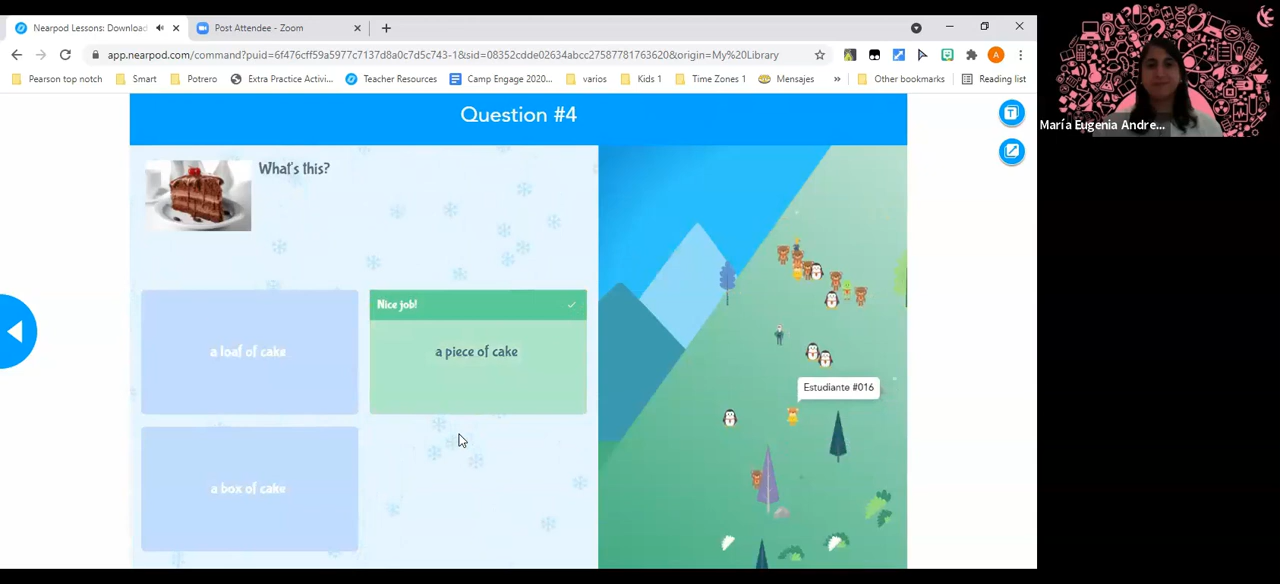 Nearpod Lessons: Download
Post Attendee - Zoom
app.nearpod.com/command?puid=6f476cff59a5977c7137d8a0c7d5c743-1&sid=08352cdde02634abcc27587781763620&origin=My%20Library
Pearson top notch
Smart
Potrero
Extra Practice Activi...
Teacher Resources
Camp Engage 2020...
varios
Kids 1
Time Zones 1
Mensajes
»
Other bookmarks
Reading list
A
T
María Eugenia Andre...
Question #4
What's this?
a loaf of cake
Nice job!
a piece of cake
a box of cake
Estudiante #016